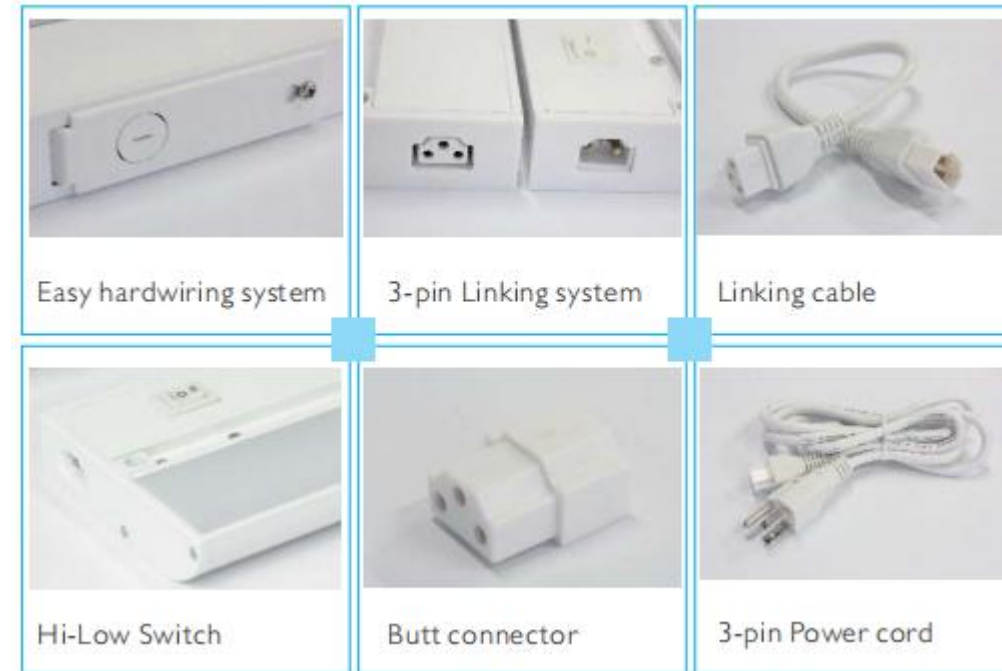 Easy hardwiring system
3-pin Linking system
Linking cable
Hi-Low Switch
Butt connector
3-pin Power cord